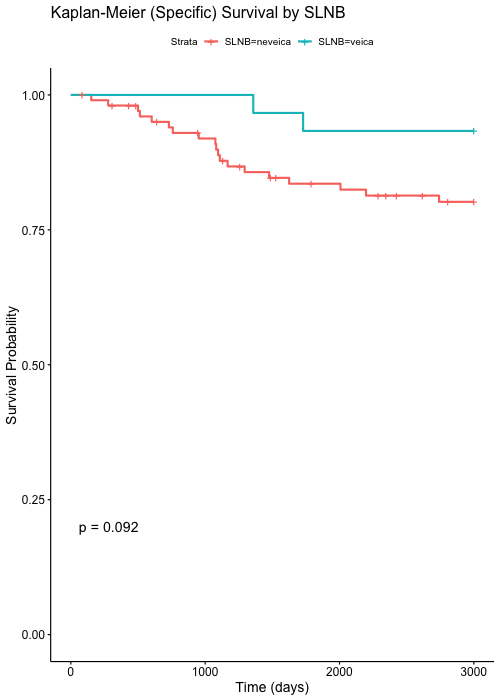 Kaplan-Meier (Specific) Survival by SLNB
Strata SLNB=neveica SLNB=veica
1.00
0.75
0.50
0.25
0.00
Survival Probability
p = 0.092
0 1000 2000 3000
Time (days)